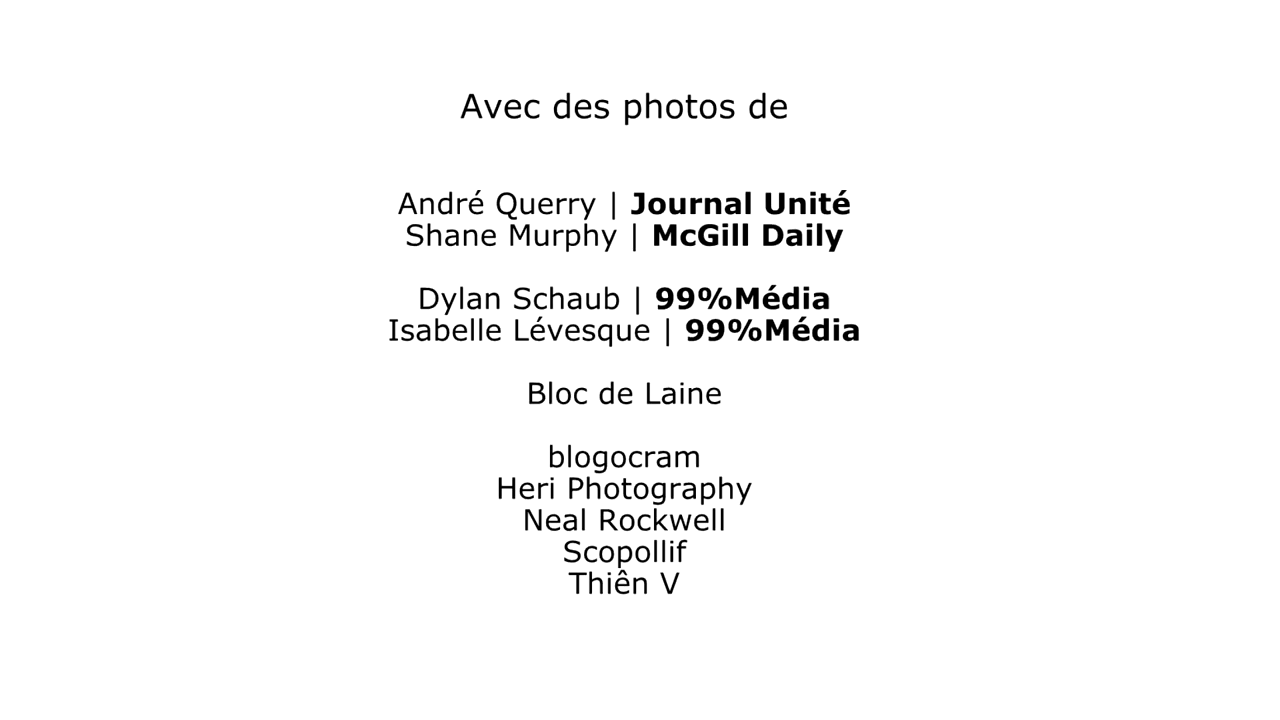 Avec des photos de
André Querry | Journal Unité
Shane Murphy | McGill Daily
Dylan Schaub | 99%Média
Isabelle Lévesque | 99%Média
Bloc de Laine
blogocram
Heri Photography
Neal Rockwell
Scopollif
Thiên V